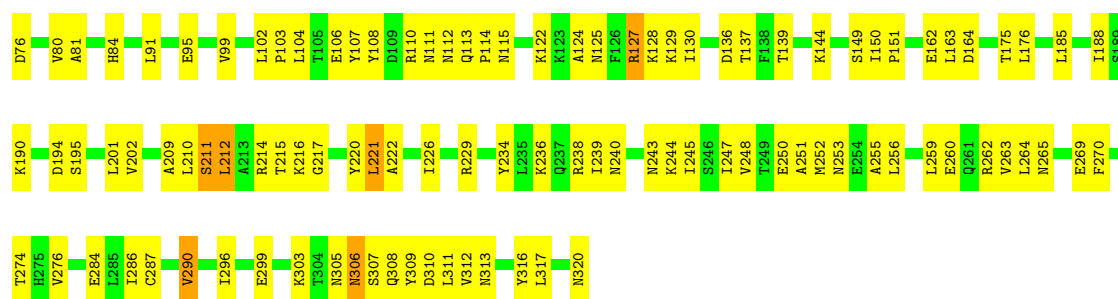 D76 V80 A81 H84 L91 E95 V99 L102 P103 L104 T105 E106 Y107 Y108 D109 R110 N111 N112 Q113 P114 N115 K122 K123 A124 N125 F126 R127 K128 K129 I130 D136 T137 F138 T139 K144 S149 I150 P151 E162 L163 D164 T175 L176 L185 I188 S189
K190 D194 S195 L201 V202 A209 L210 S211 L212 A213 R214 T215 K216 G217 Y220 L221 A222 I226 R229 Y234 L235 K236 Q237 R238 I239 N240 N243 K244 I245 S246 I247 V248 T249 E250 A251 M252 N253 E254 A255 L256 L259 E260 Q261 R262 V263 L264 N265 E269 F270
T274 H275 V276 E284 L285 I286 C287 V290 I296 E299 K303 T304 N305 N306 S307 Q308 Y309 D310 L311 V312 N313 Y316 L317 N320